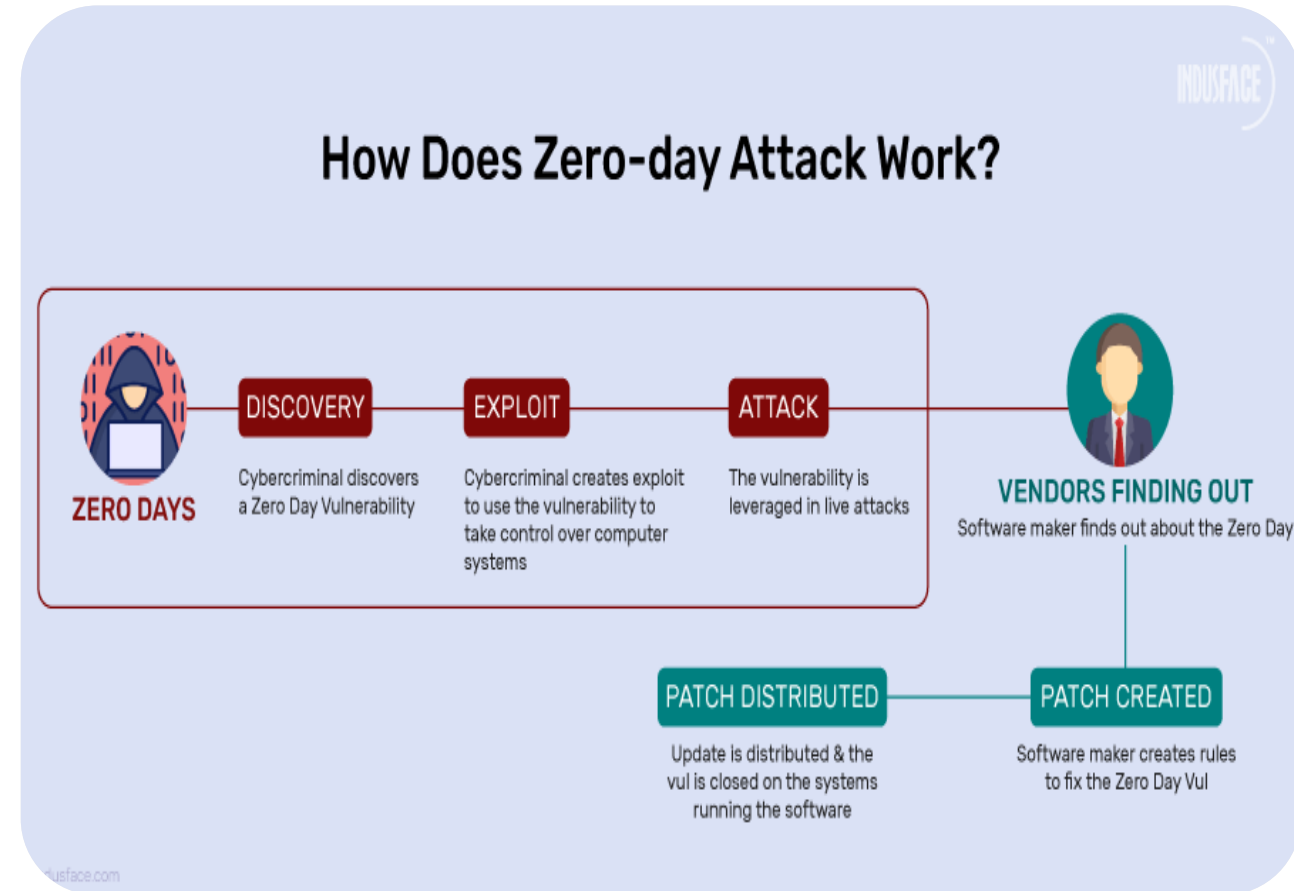 INDUSFACE
TM
How Does Zero-day Attack Work?
ZERO DAYS
DISCOVERY
Cybercriminal discovers
a Zero Day Vulnerability
EXPLOIT
Cybercriminal creates exploit
to use the vulnerability to
take control over computer
systems
ATTACK
The vulnerability is
leveraged in live attacks
VENDORS FINDING OUT
Software maker finds out about the Zero Day
PATCH CREATED
Software maker creates rules
to fix the Zero Day Vul
PATCH DISTRIBUTED
Update is distributed & the
vul is closed on the systems
running the software
dusface.com